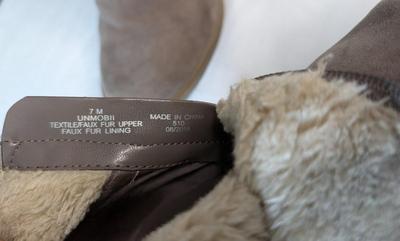 7 M
UNMOBII
TEXTILE/FAUX FUR UPPER
FAUX FUR LINING
MADE IN CHINA
510